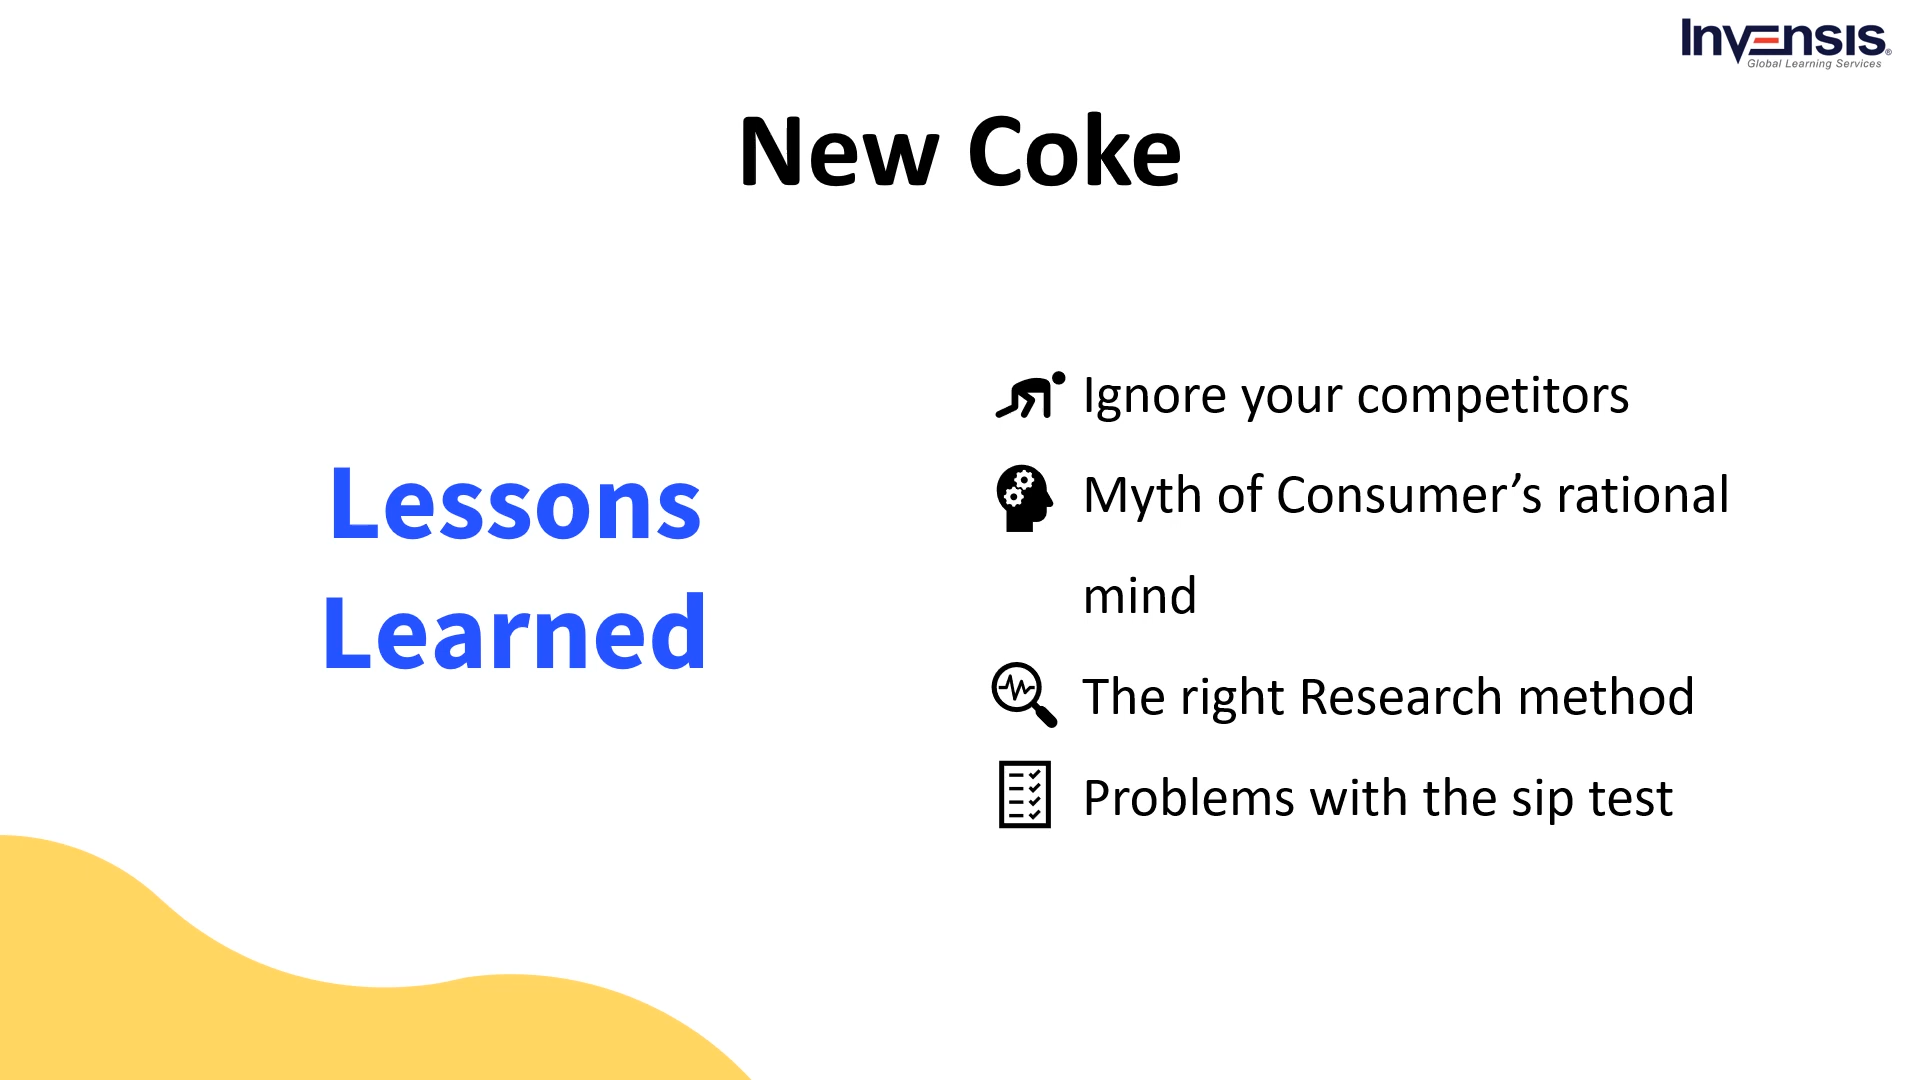 Invensis®
Global Learning Services
New Coke
Lessons
Learned
Ignore your competitors
Myth of Consumer’s rational
mind
The right Research method
Problems with the sip test